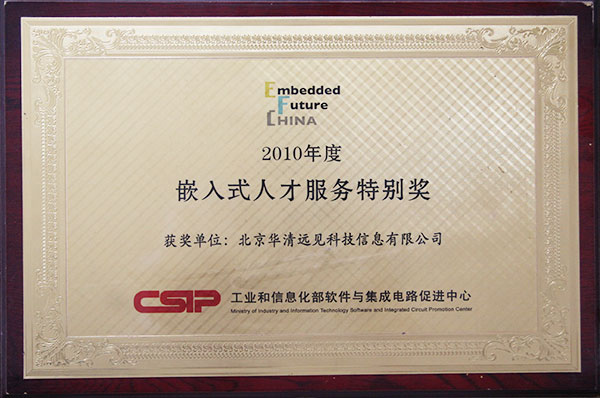 Embedded
Future
CHINA
2010年度
嵌入式人才服务特别奖
获奖单位：北京华清远见科技信息有限公司
CSIP 工业和信息化部软件与集成电路促进中心
Ministry of Industry and Information Technology Software and Integrated Circuit Promotion Center